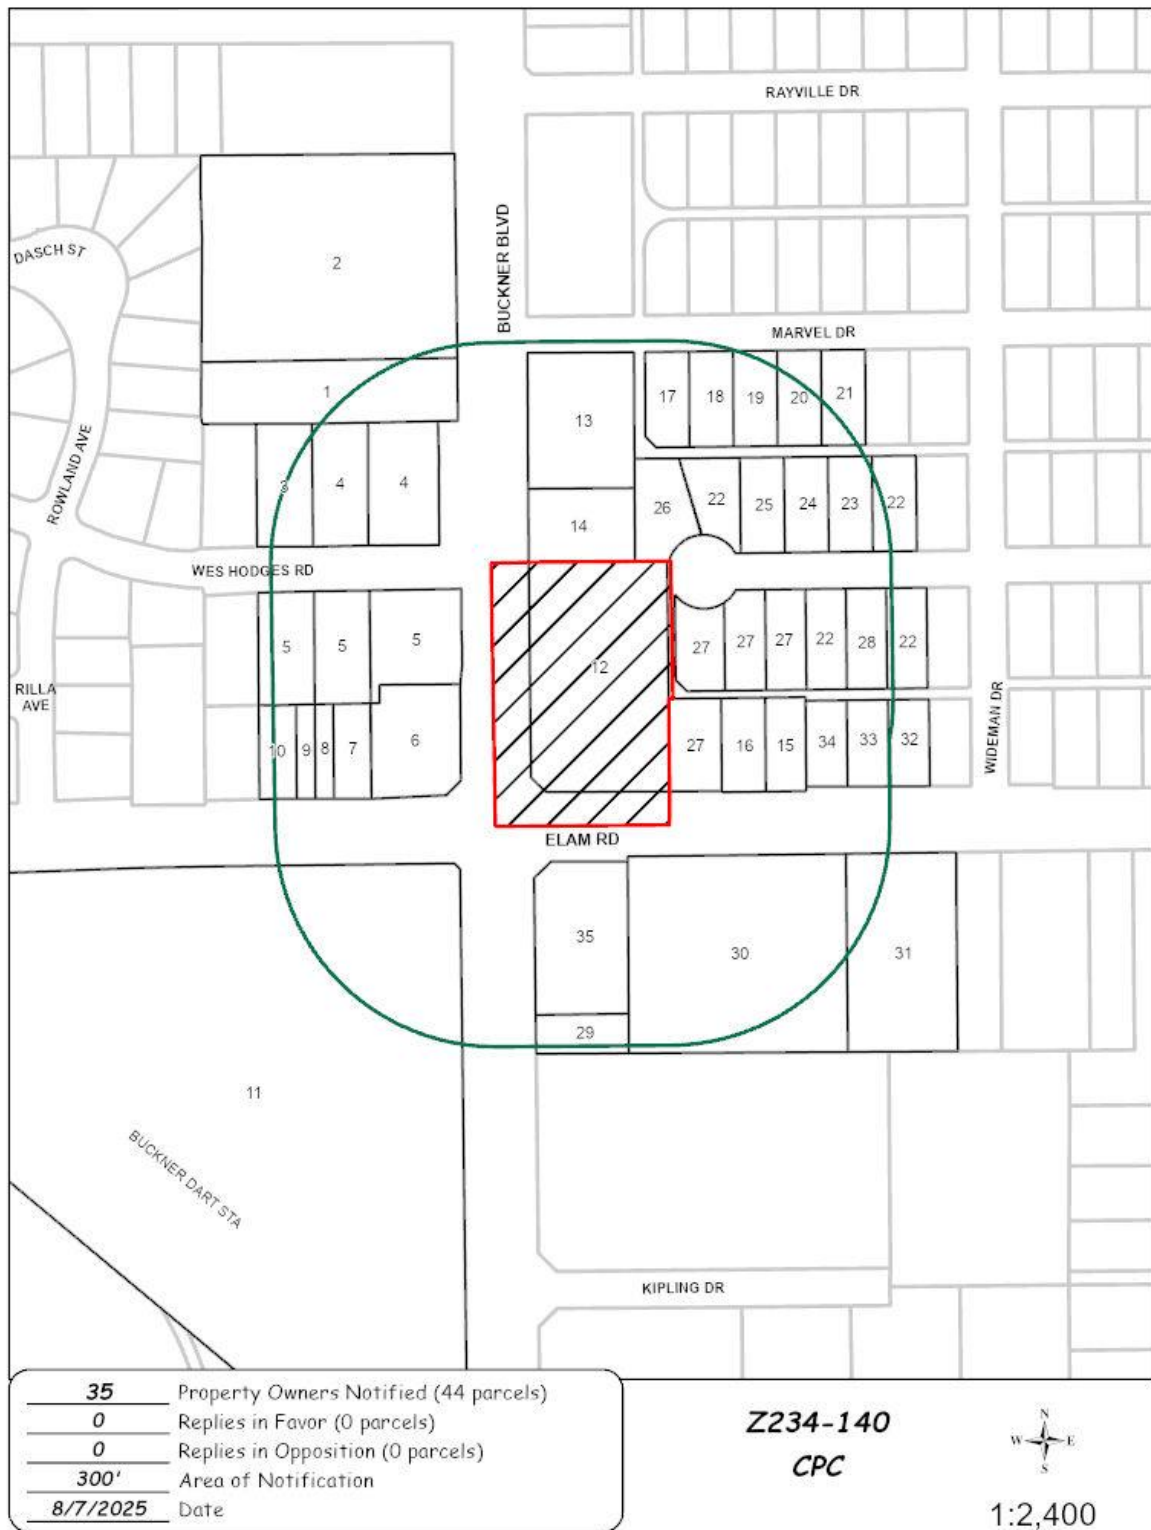 RAYVILLE DR
BUCKNER BLVD
DASCH ST
2
MARVEL DR
1
17 18 19 20 21
13
ROWLAND AVE
3 4 4
26 22 25 24 23 22
14
WES HODGES RD
5 5 5
12
27 27 27 22 28 22
RILLA
AVE
WIDEMAN DR
10 9 8 7 6
27 16 15 34 33 32
ELAM RD
35
30
31
29
11
BUCKNER DART STA
KIPLING DR
35 Property Owners Notified (44 parcels)
0 Replies in Favor (0 parcels)
0 Replies in Opposition (0 parcels)
300' Area of Notification
8/7/2025 Date
Z234-140
CPC
N
W E
S
1:2,400